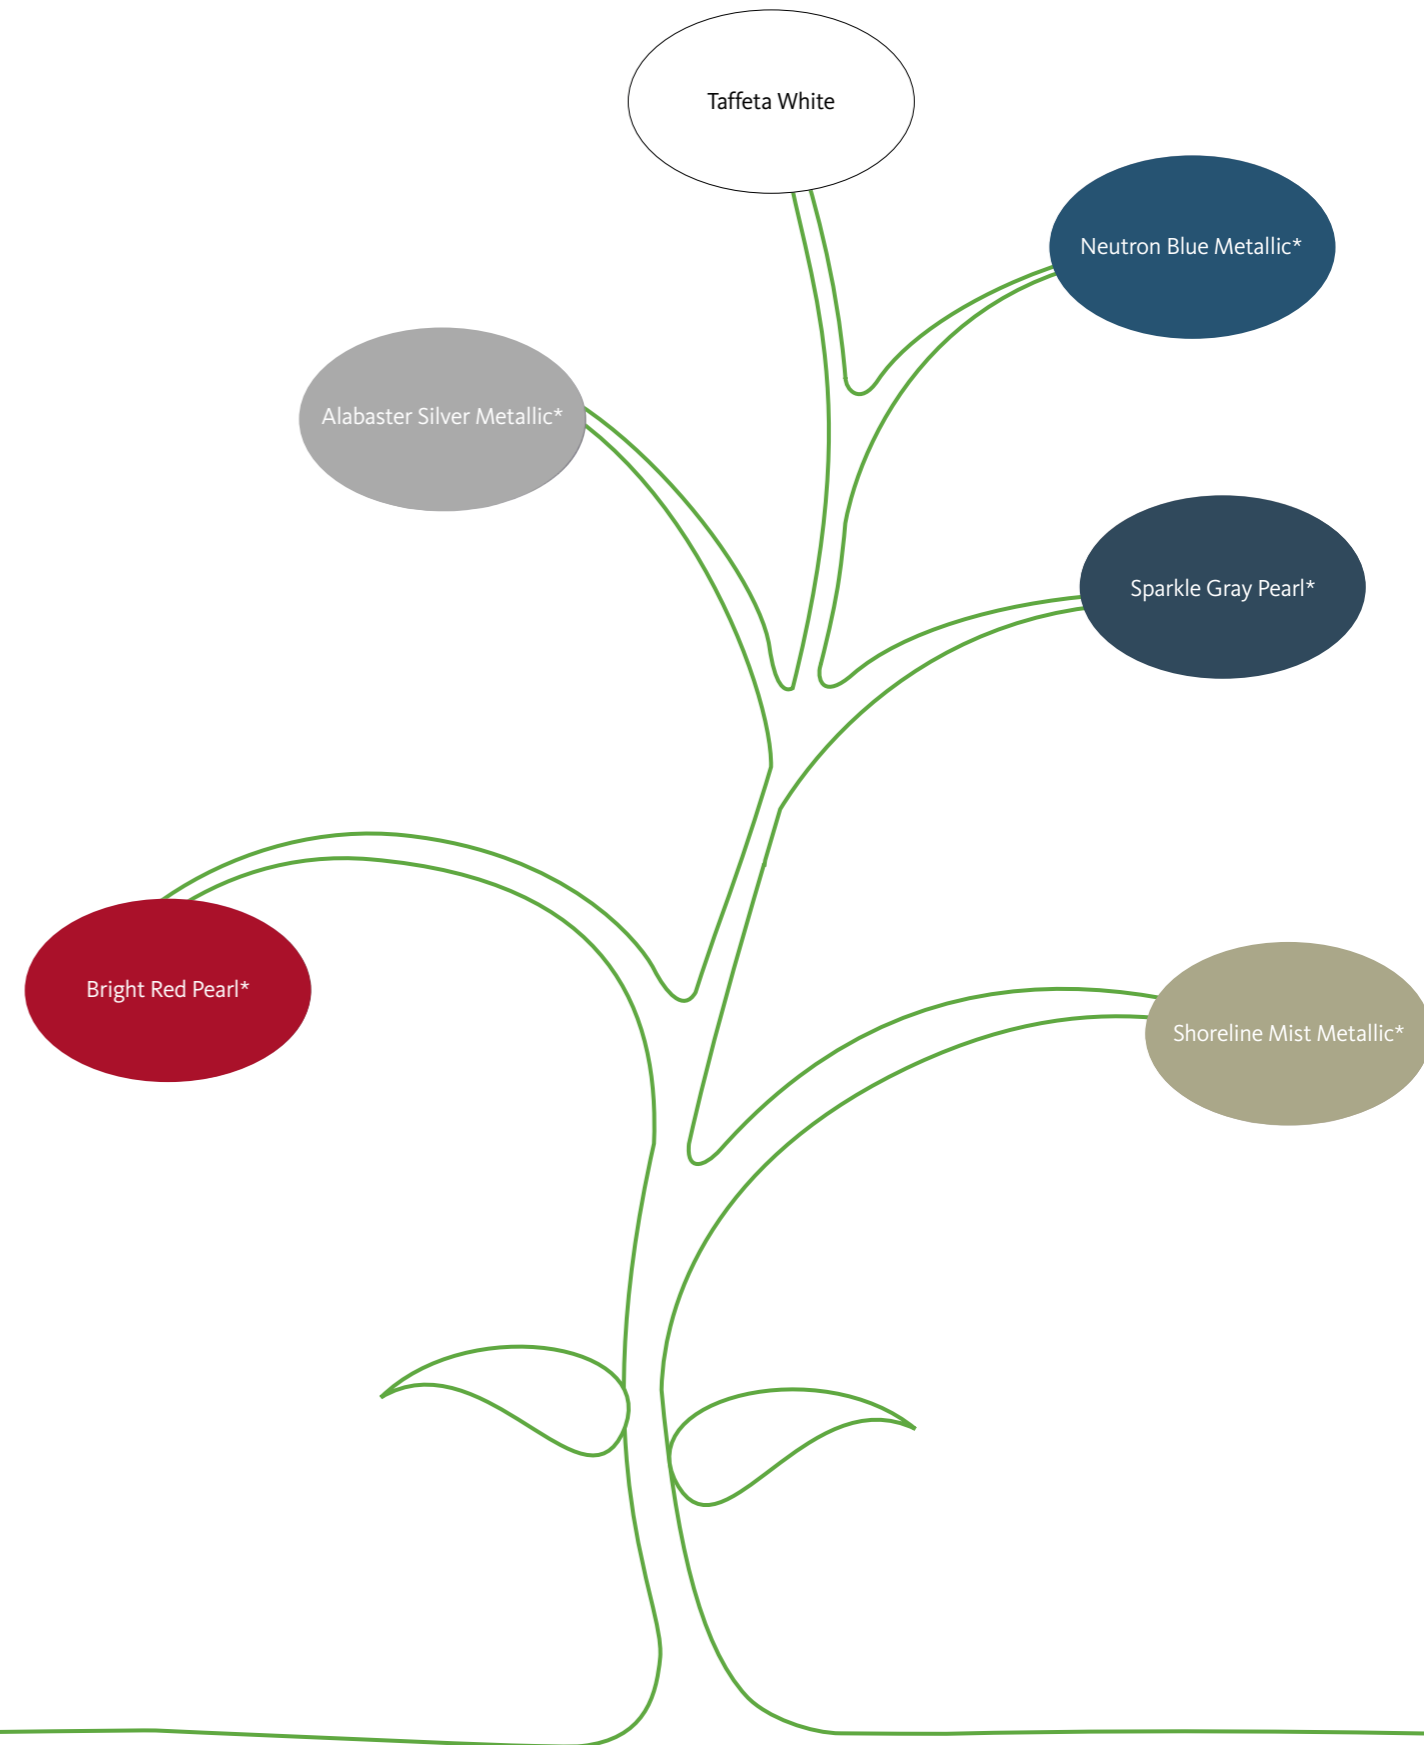 Taffeta White
Neutron Blue Metallic*
Alabaster Silver Metallic*
Sparkle Gray Pearl*
Bright Red Pearl*
Shoreline Mist Metallic*